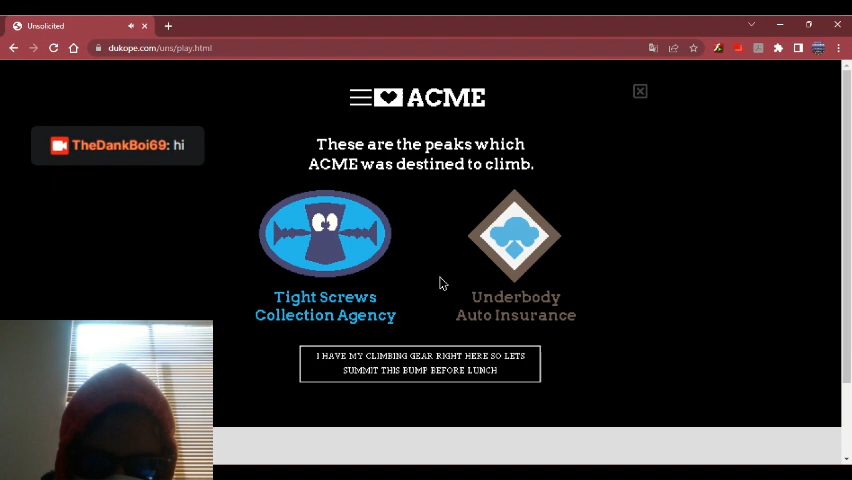 Unsolicited
dukope.com/uns/play.html
ACME
TheDankBoi69: hi
These are the peaks which
ACME was destined to climb.
Tight Screws
Collection Agency
Underbody
Auto Insurance
I HAVE MY CLIMBING GEAR RIGHT HERE SO LETS
SUMMIT THIS BUMP BEFORE LUNCH